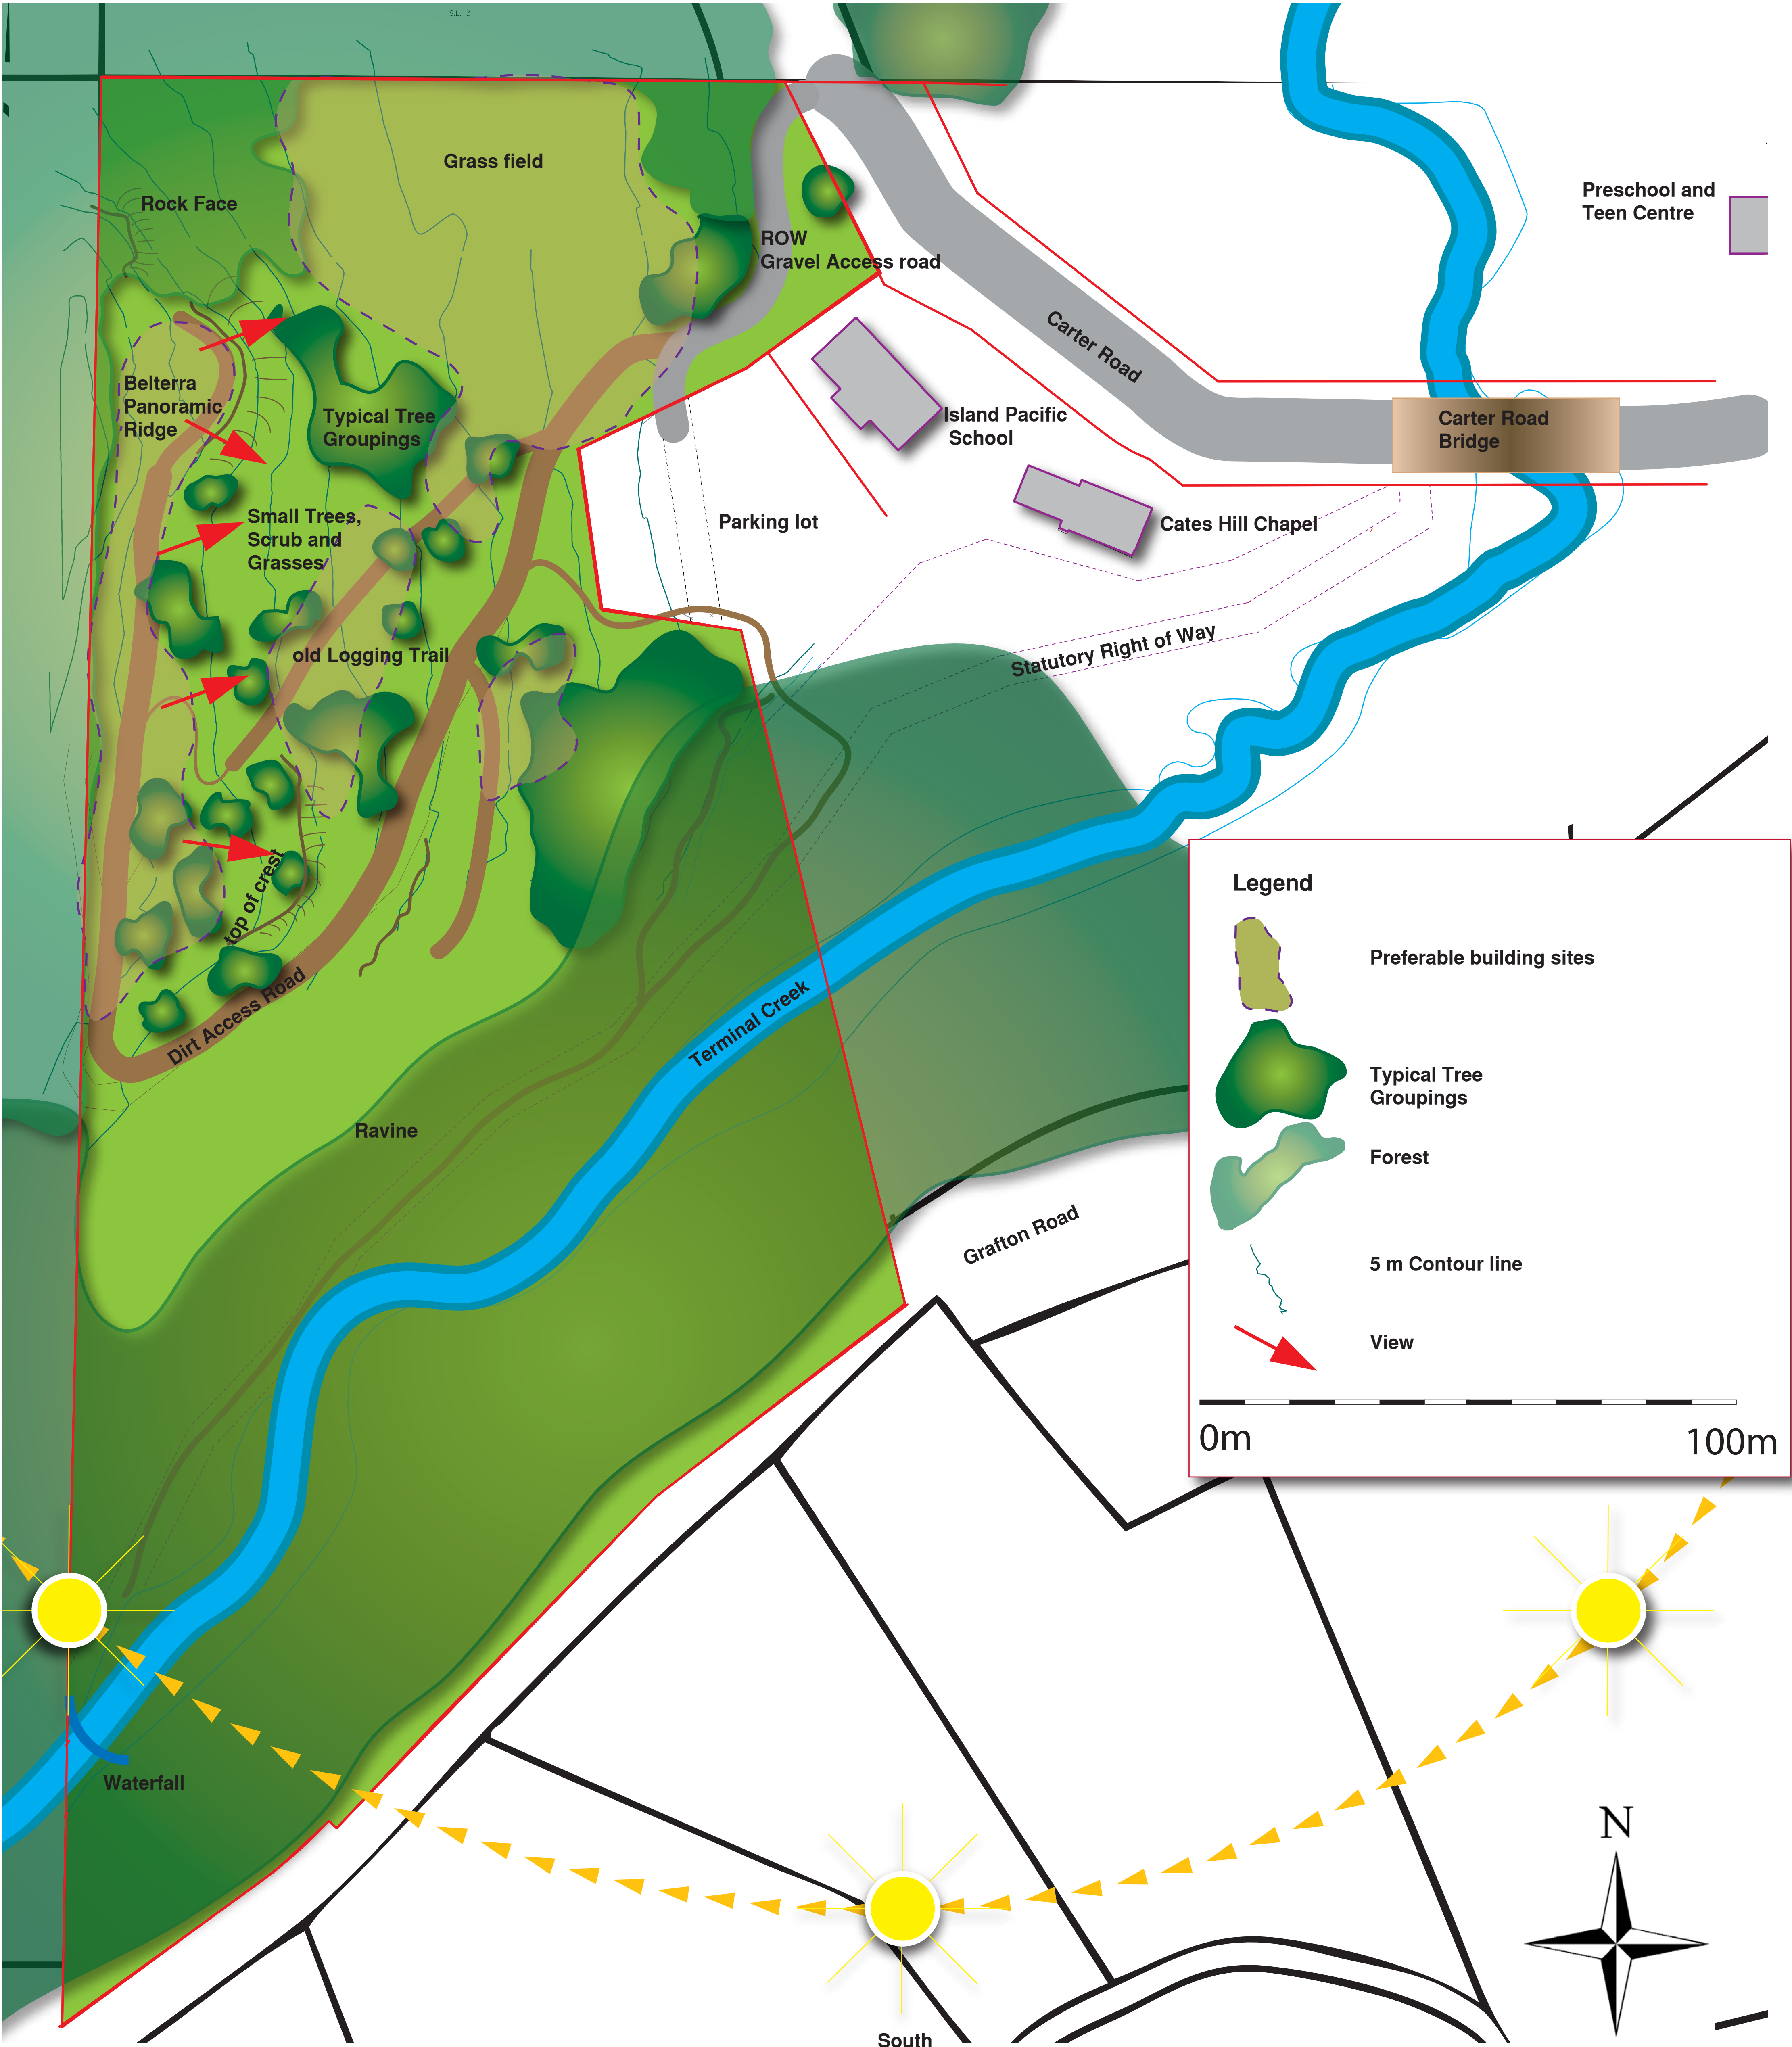 S.L. 3
Grass field
Rock Face
Preschool and
Teen Centre
ROW
Gravel Access road
Carter Road
Belterra
Panoramic
Ridge
Typical Tree
Groupings
Island Pacific
School
Carter Road
Bridge
Small Trees,
Scrub and
Grasses
Parking lot
Cates Hill Chapel
old Logging Trail
Statutory Right of Way
top of crest
Dirt Access Road
Terminal Creek
Ravine
Grafton Road
Legend
Preferable building sites
Typical Tree
Groupings
Forest
5 m Contour line
View
0m
100m
Waterfall
N
South